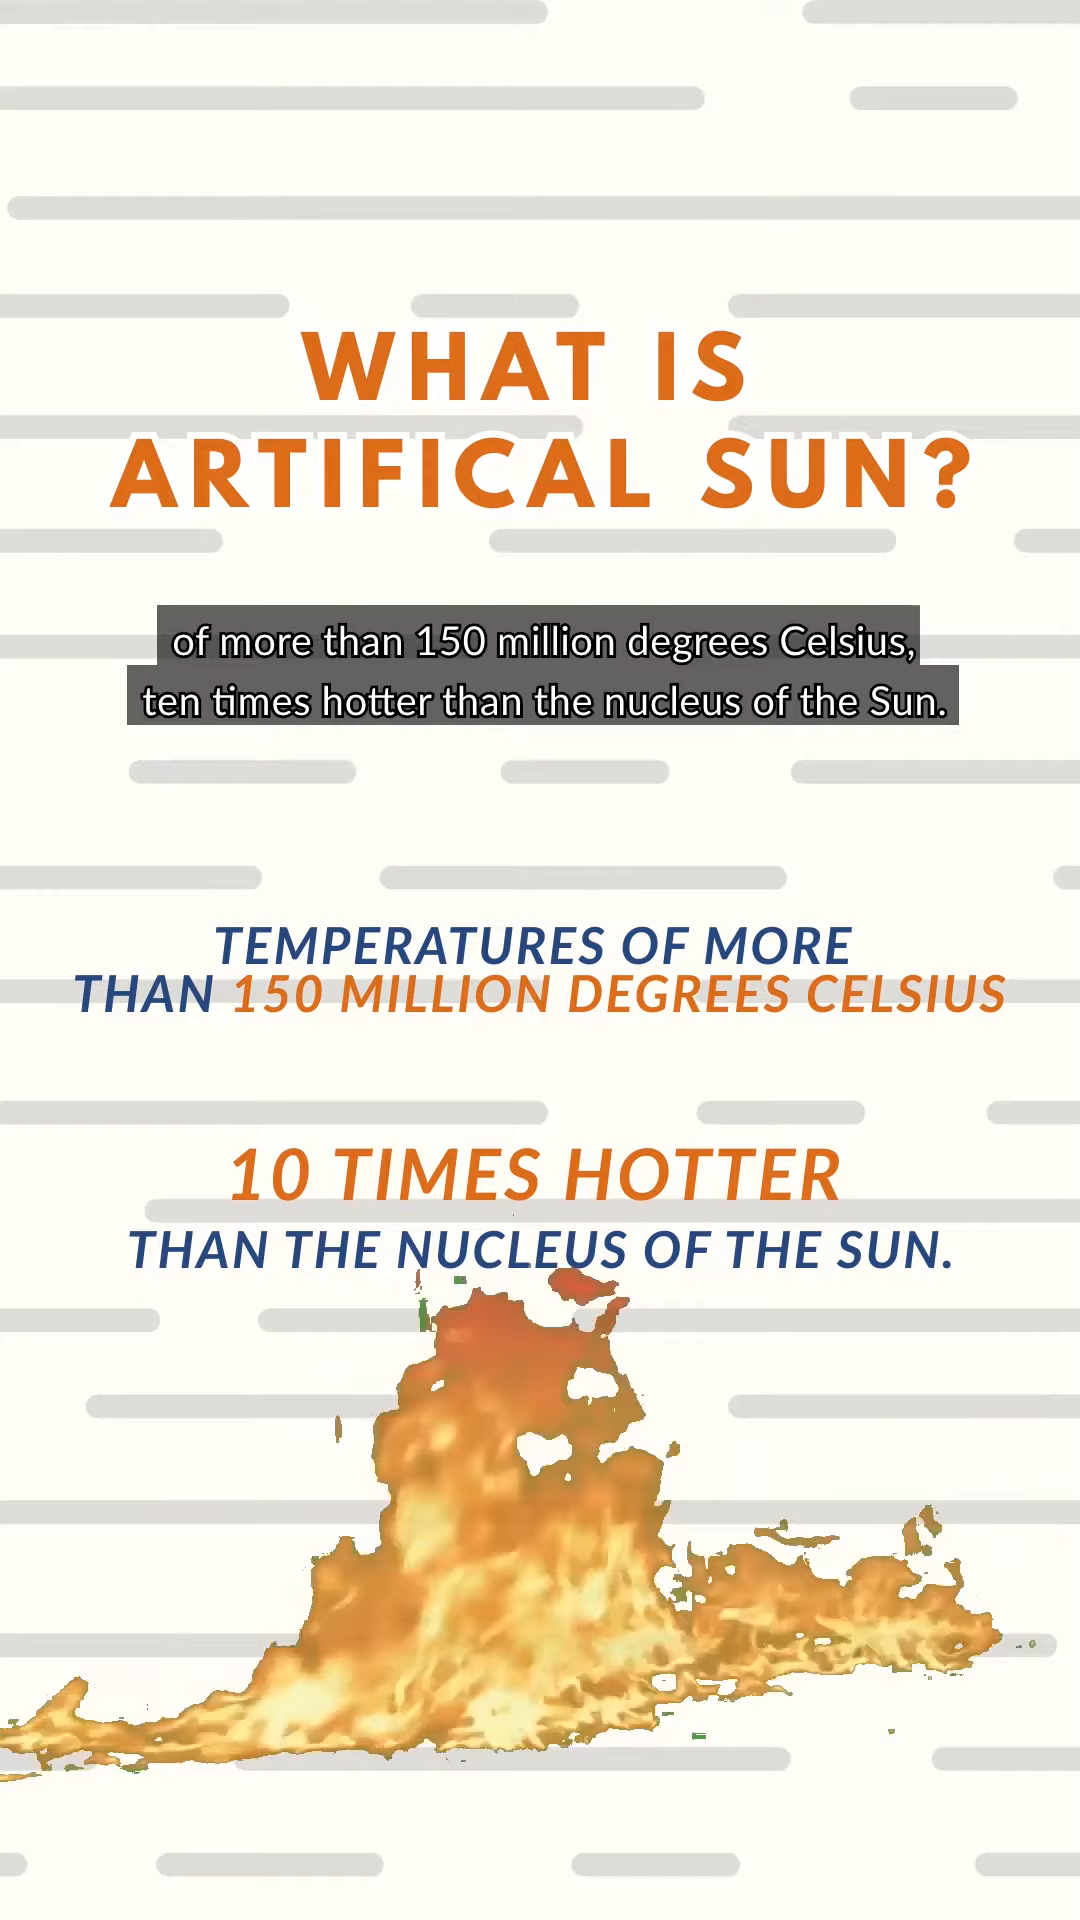 WHAT IS
ARTIFICAL SUN?
of more than 150 million degrees Celsius,
ten times hotter than the nucleus of the Sun.
TEMPERATURES OF MORE
THAN 150 MILLION DEGREES CELSIUS
10 TIMES HOTTER
THAN THE NUCLEUS OF THE SUN.